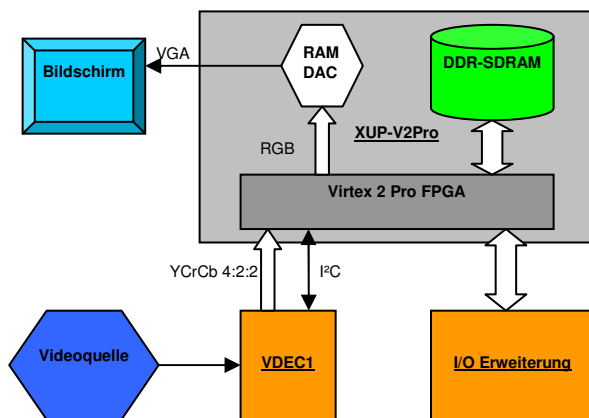 VGA
Bildschirm
RAM
DAC
DDR-SDRAM
XUP-V2Pro
RGB
Virtex 2 Pro FPGA
YCrCb 4:2:2
I²C
Videoquelle
VDEC1
I/O Erweiterung